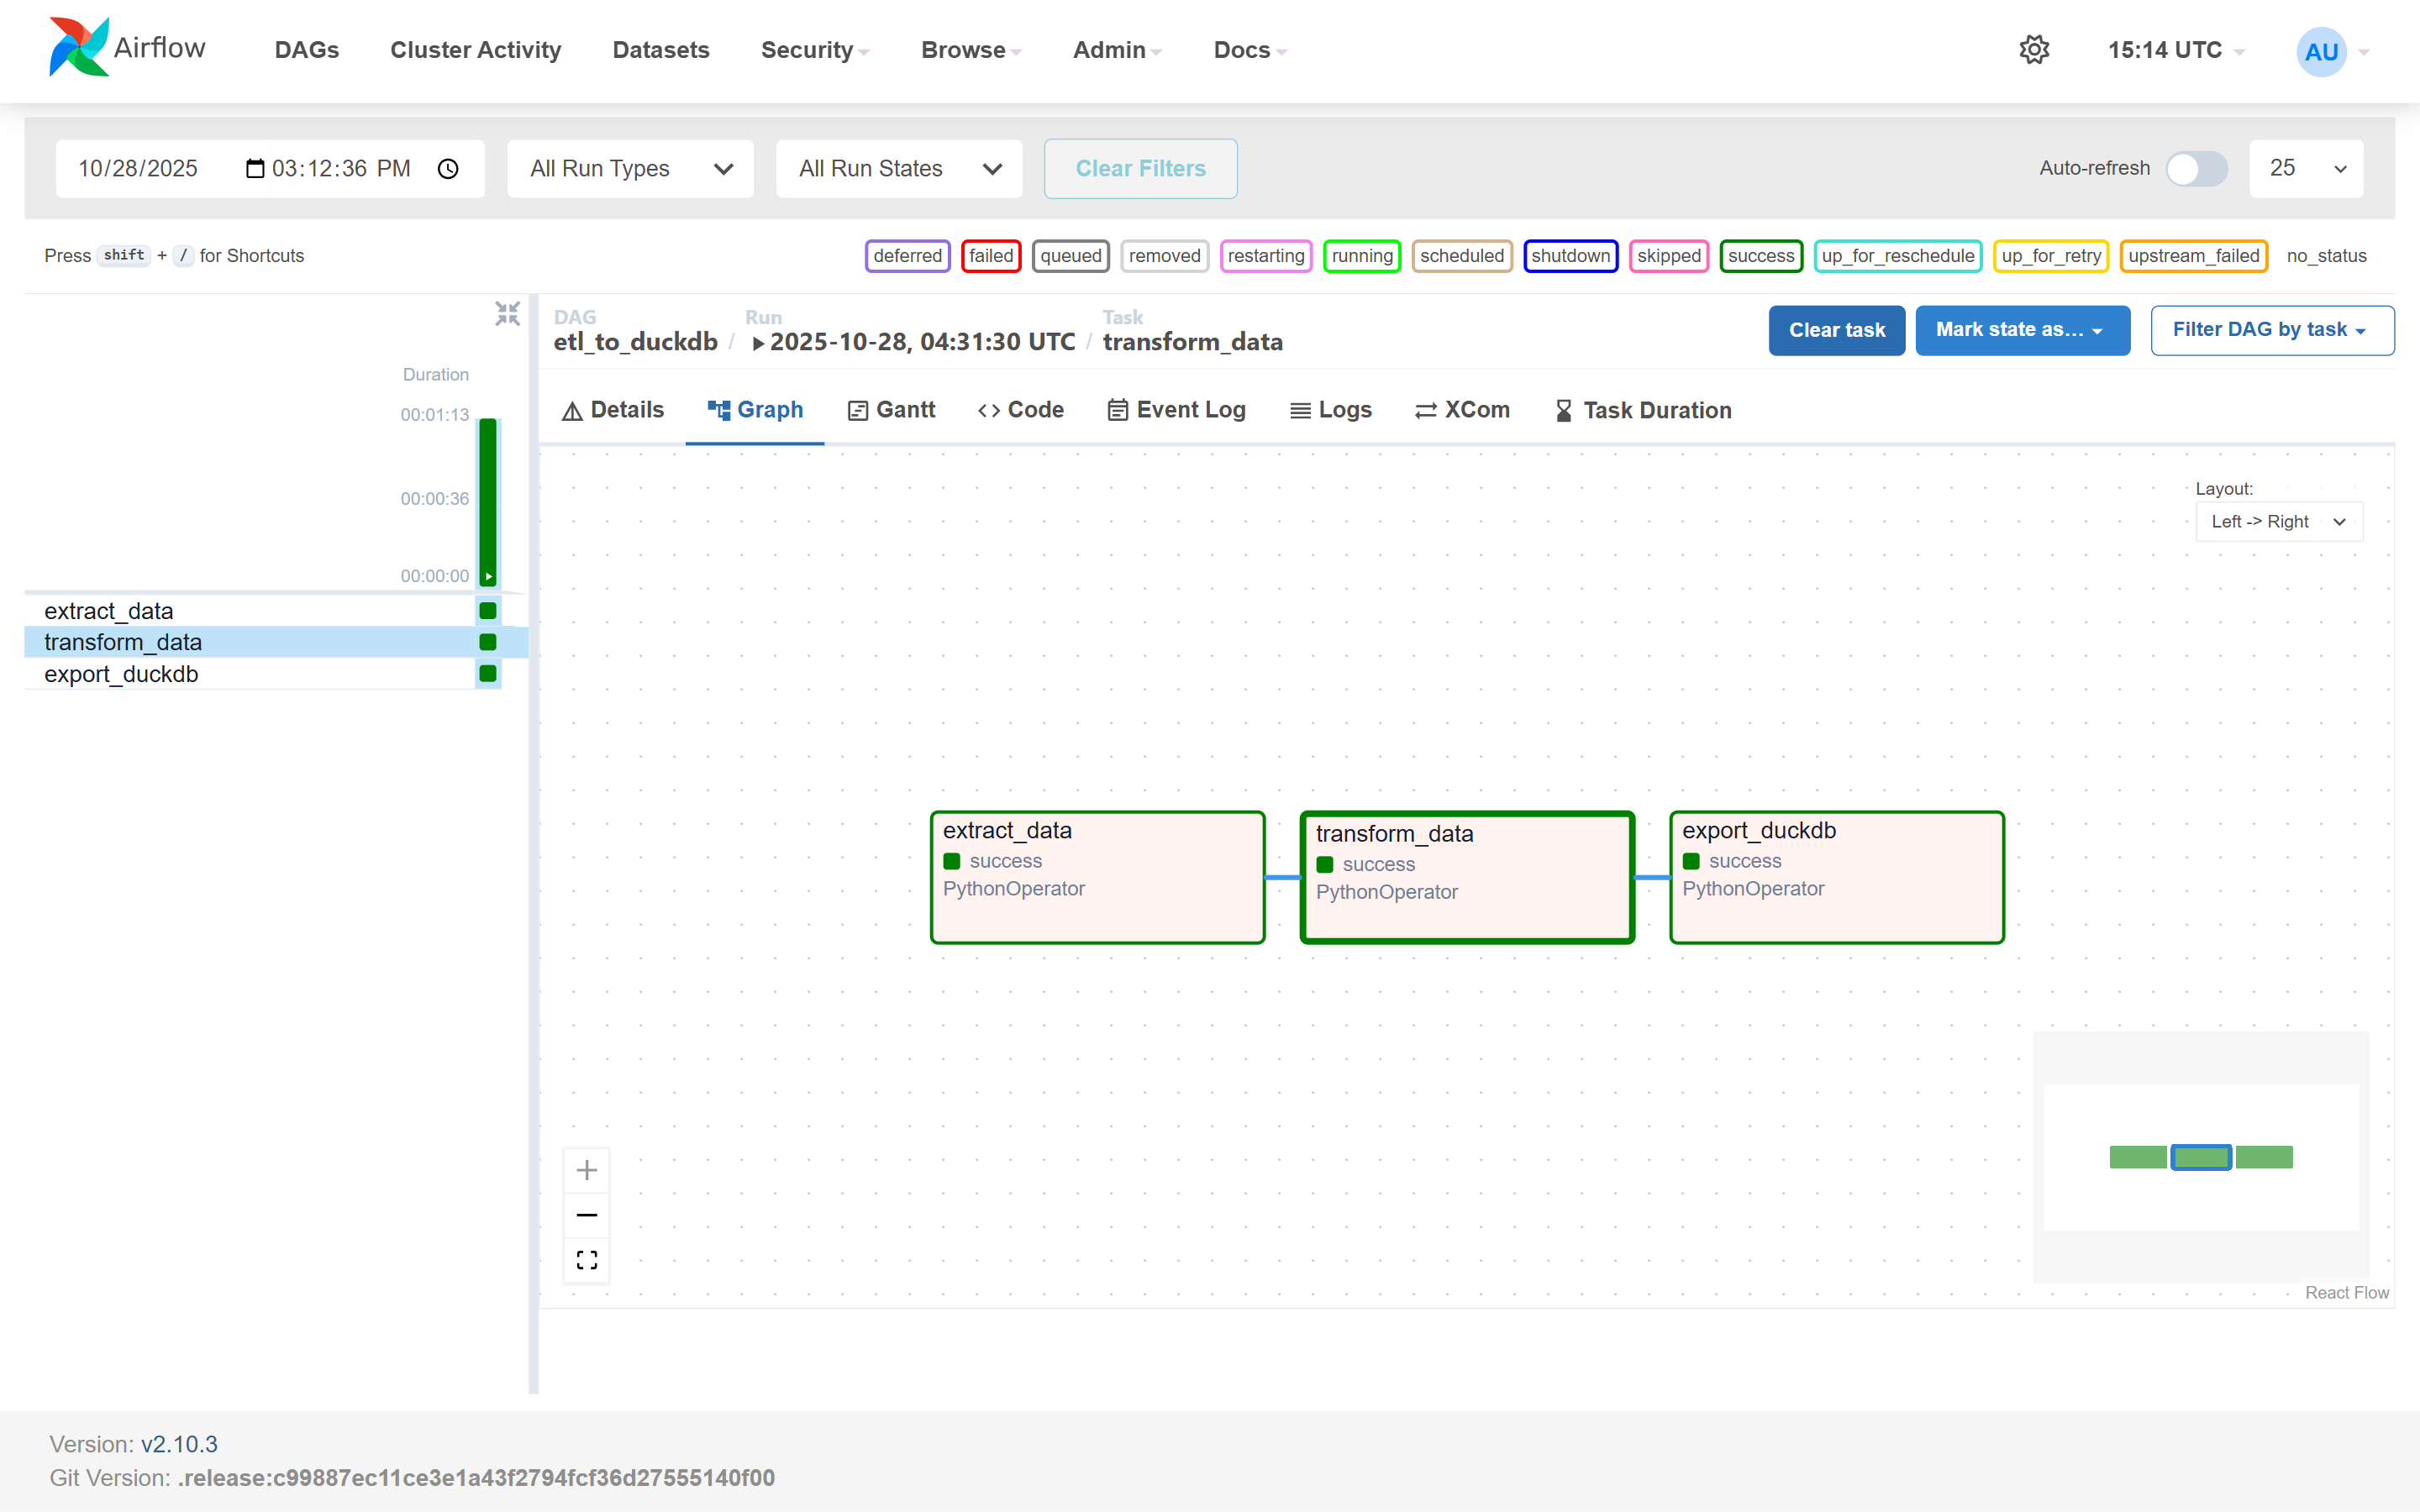 Airflow DAGs Cluster Activity Datasets Security Browse Admin Docs 15:14 UTC AU
10/28/2025 03:12:36 PM All Run Types All Run States Clear Filters Auto-refresh 25
Press shift + / for Shortcuts deferred failed queued removed restarting running scheduled shutdown skipped success up_for_reschedule up_for_retry upstream_failed no_status
DAG Run Task
etl_to_duckdb / 2025-10-28, 04:31:30 UTC / transform_data Clear task Mark state as... Filter DAG by task
Duration
00:01:13
00:00:36
00:00:00
extract_data
transform_data
export_duckdb
Details Graph Gantt Code Event Log Logs XCom Task Duration
Layout:
Left -> Right
extract_data
success
PythonOperator
transform_data
success
PythonOperator
export_duckdb
success
PythonOperator
React Flow
Version: v2.10.3
Git Version: .release:c99887ec11ce3e1a43f2794fcf36d27555140f00